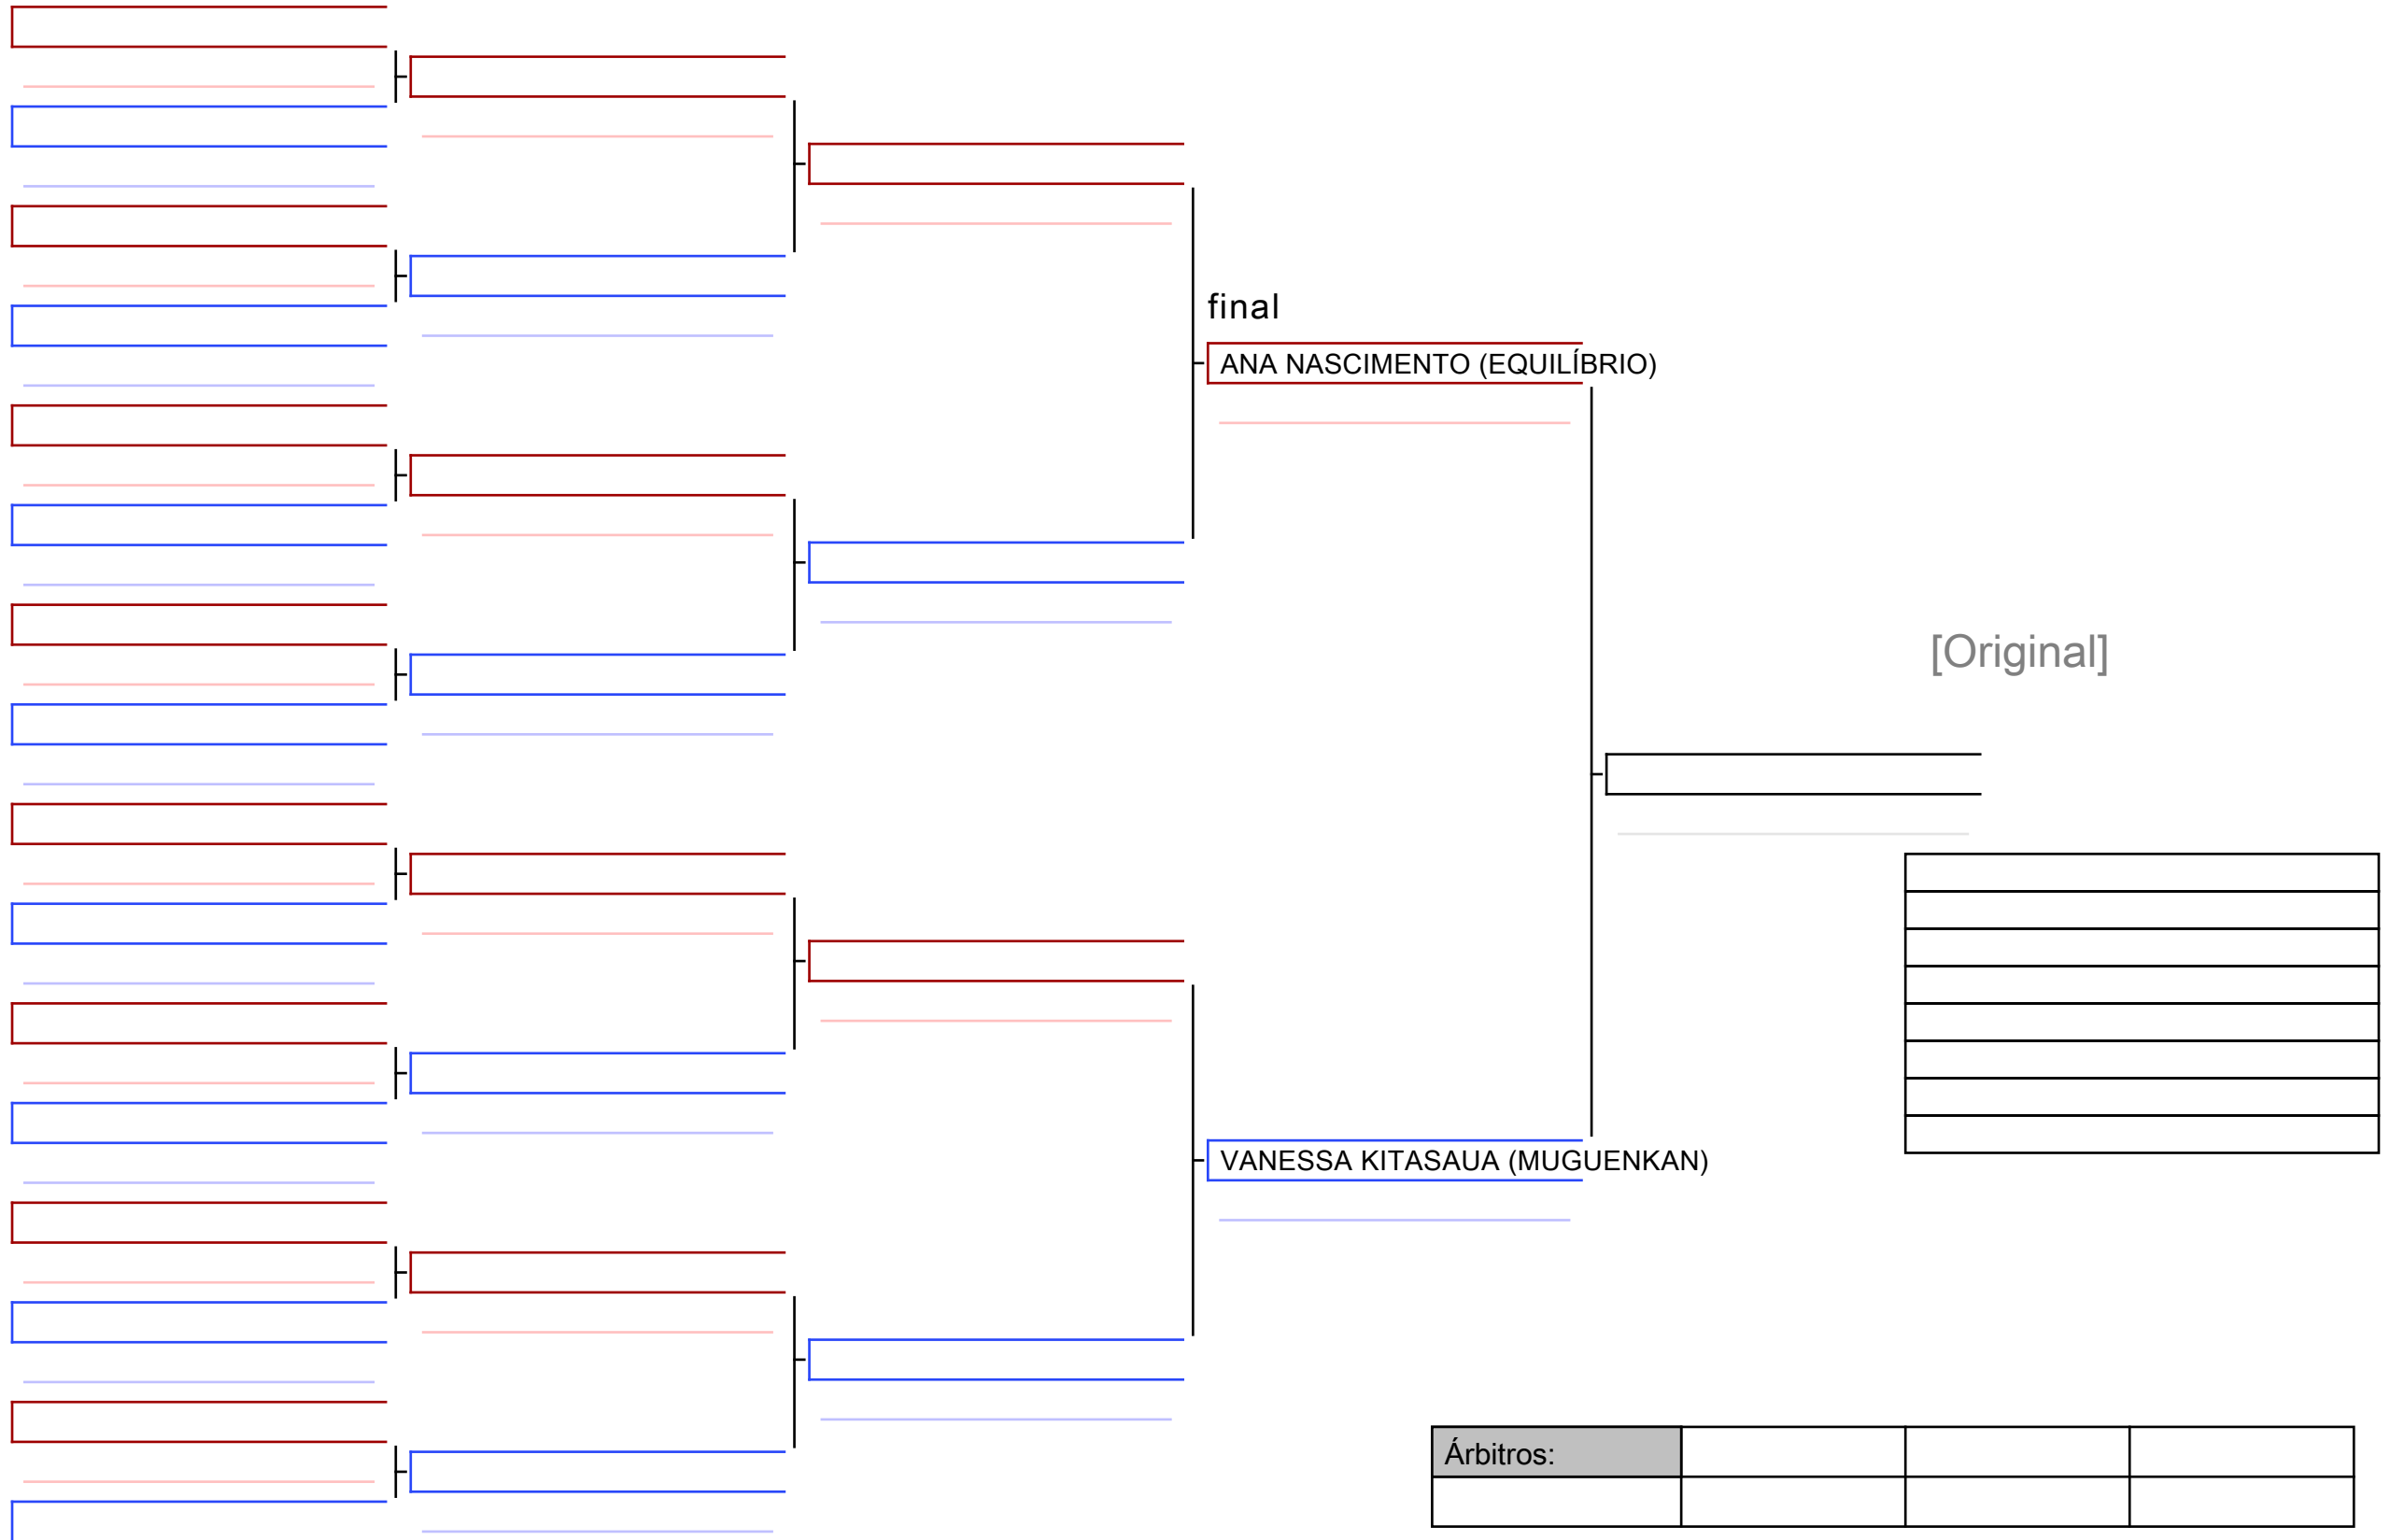 final
ANA NASCIMENTO (EQUILÍBRIO)
[Original]
VANESSA KITASAUA (MUGUENKAN)
Árbitros: